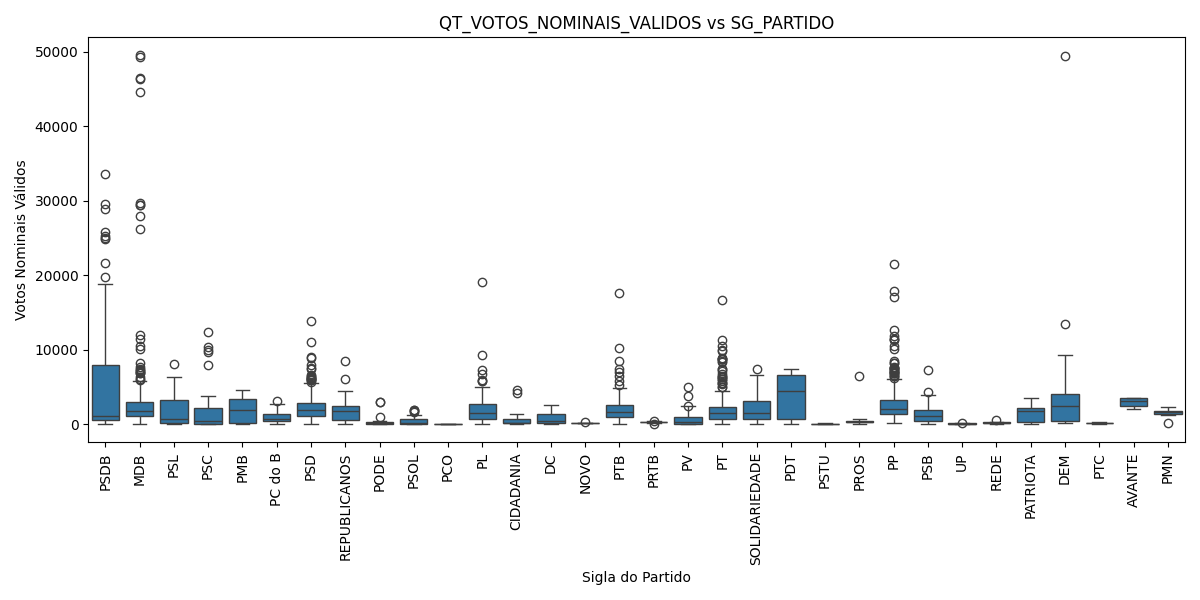 QT_VOTOS_NOMINAIS_VALIDOS vs SG_PARTIDO
Votos Nominais Válidos
50000
40000
30000
20000
10000
0
PSDB
MDB
PSL
PSC
PMB
PC do B
PSD
REPUBLICANOS
PODE
PSOL
PCO
PL
CIDADANIA
DC
NOVO
PTB
PRTB
PV
PT
SOLIDARIEDADE
PDT
PSTU
PROS
PP
PSB
UP
REDE
PATRIOTA
DEM
PTC
AVANTE
PMN
Sigla do Partido